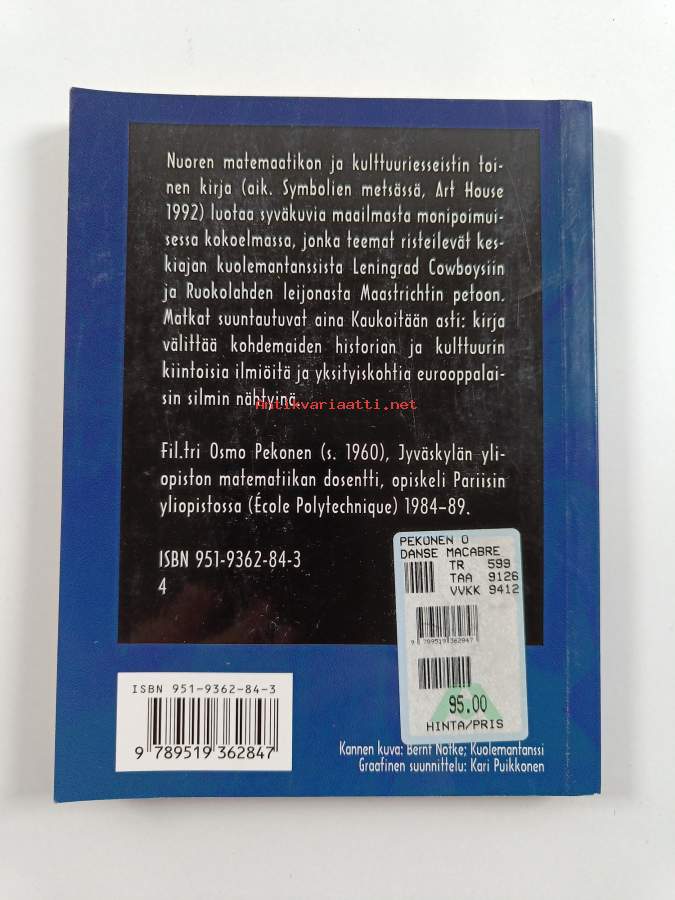 Nuoren matemaatikon ja kulttuuriesseistin toi-
nen kirja (aik. Symbolien metsässä, Art House
1992) luotaa syväkuvia maailmasta monipoimui-
sessa kokoelmassa, jonka teemat risteilevät kes-
kiajan kuolemantanssista Leningrad Cowboysiin
ja Ruokolahden leijonasta Maastrichtin petoon.
Matkat suuntautuvat aina Kaukoitään asti: kirja
välittää kohdemaiden historian ja kulttuurin
kiintoisia ilmiöitä ja yksityiskohtia eurooppalai-
sin silmin nähtyinä.
Antikvariaatti.net
Fil.tri Osmo Pekonen (s. 1960), Jyväskylän yli-
opiston matematiikan dosentti, opiskeli Pariisin
yliopistossa (École Polytechnique) 1984–89.
ISBN 951-9362-84-3
4
PEKONEN O
DANSE MACABRE
TR 599
TAA 9126
VVKK 9412
9 789519 362847
95.00
HINTA/PRIS
ISBN 951-9362-84-3
9 789519 362847
Kannen kuva: Bernt Notke; Kuolemantanssi
Graafinen suunnittelu: Kari Puikkonen